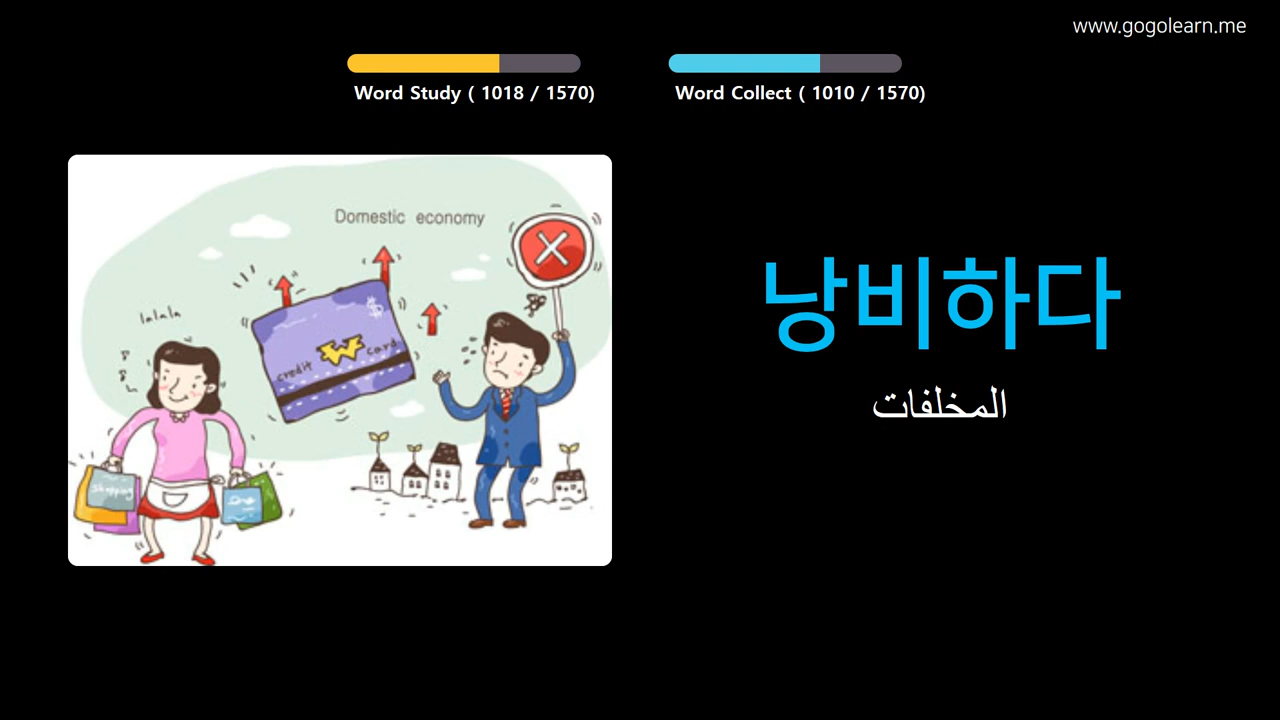 www.gogolearn.me
Word Study ( 1018 / 1570)
Word Collect ( 1010 / 1570)
Domestic economy
lalala
credit card
shopping
낭비하다
المخلفات